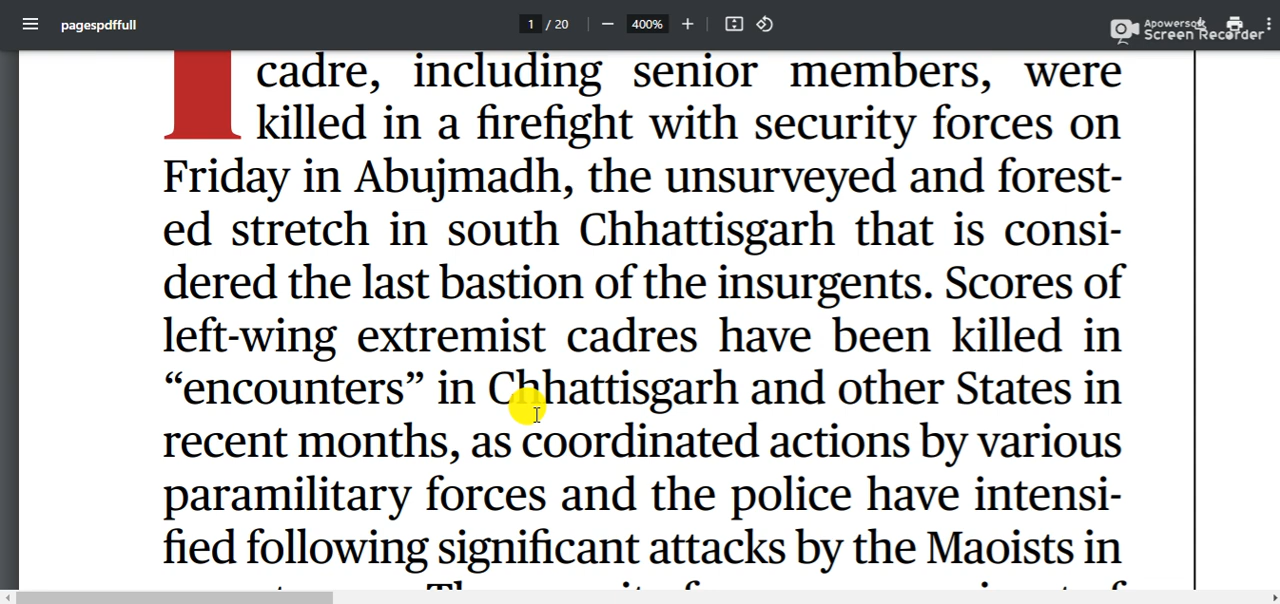 pagespdffull
1 / 20
400%
Apowersoft
Screen Recorder
cadre, including senior members, were
killed in a firefight with security forces on
Friday in Abujmadh, the unsurveyed and forest-
ed stretch in south Chhattisgarh that is consi-
dered the last bastion of the insurgents. Scores of
left-wing extremist cadres have been killed in
“encounters” in Chhattisgarh and other States in
recent months, as coordinated actions by various
paramilitary forces and the police have intensi-
fied following significant attacks by the Maoists in